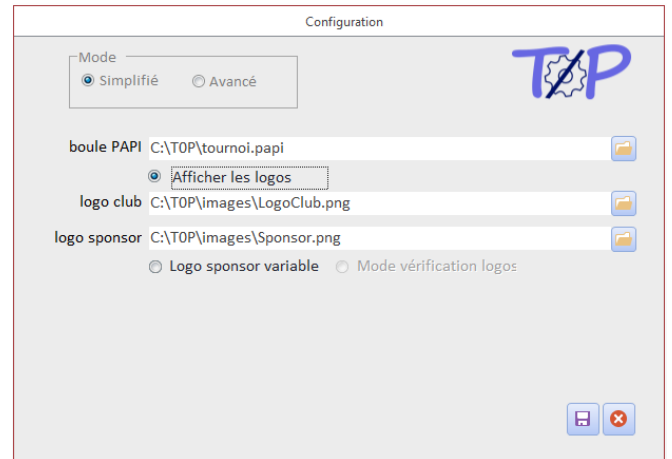 Configuration
Mode
Simplifié Avancé
TOP
boule PAPI C:\T0P\tournoi.papi
Afficher les logos
logo club C:\T0P\images\LogoClub.png
logo sponsor C:\T0P\images\Sponsor.png
Logo sponsor variable Mode vérification logos